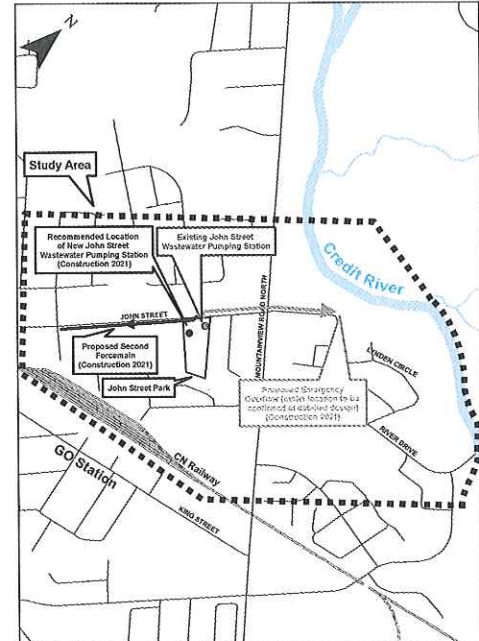 N
Study Area
Recommended Location
of New John Street
Wastewater Pumping Station
(Construction 2021)
Existing John Street
Wastewater Pumping Station
Credit River
JOHN STREET
MOUNTAINVIEW ROAD NORTH
Proposed Second
Forcemain
(Construction 2021)
John Street Park
LYNDEN CIRCLE
Proposed Emergency
Overflow (outlet location to be
confirmed at detailed design)
(Construction 2021)
RIVER DRIVE
CN Railway
GO Station
KING STREET